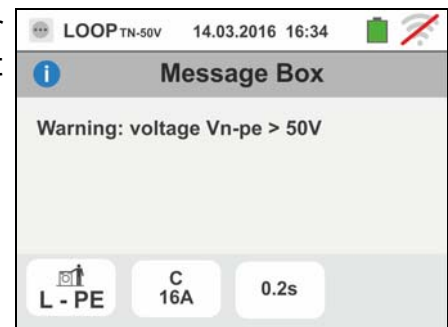 LOOP TN-50V 14.03.2016 16:34
Message Box
Warning: voltage Vn-pe > 50V
L - PE
C
16A
0.2s